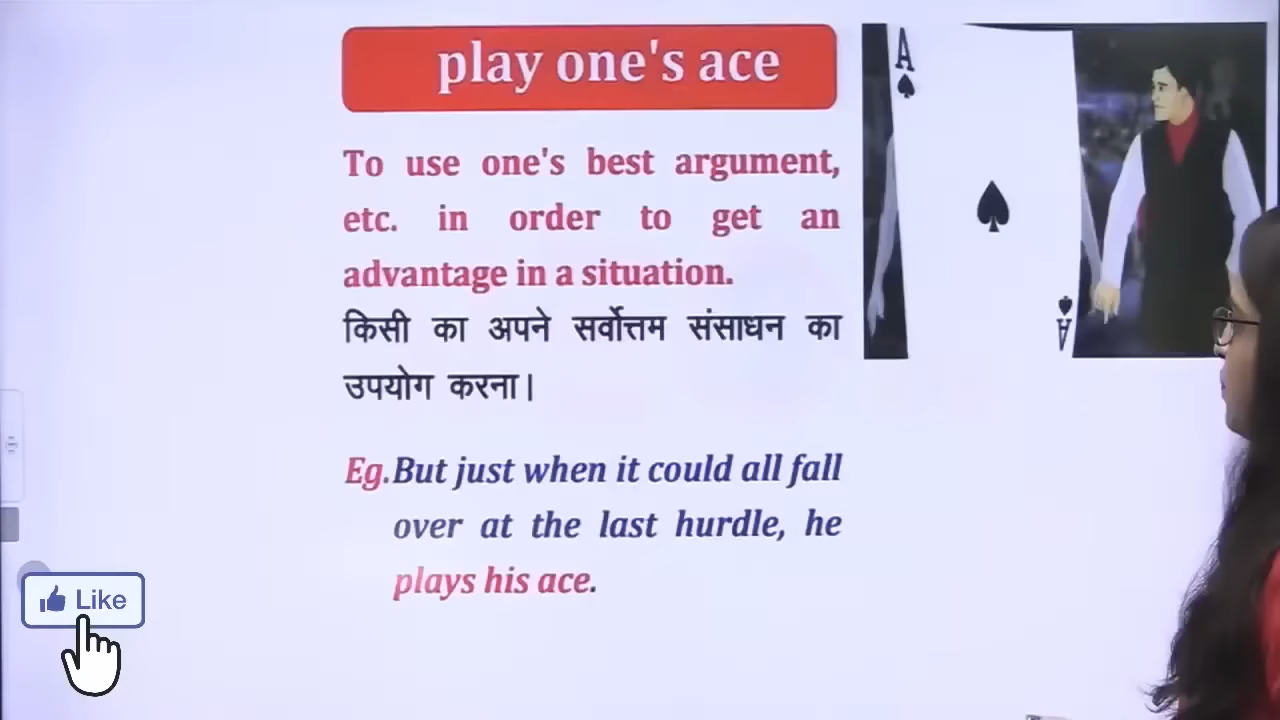 play one's ace
To use one's best argument,
etc. in order to get an
advantage in a situation.
किसी का अपने सर्वोत्तम संसाधन का
उपयोग करना।
Eg.But just when it could all fall
over at the last hurdle, he
plays his ace.
A
A
Like